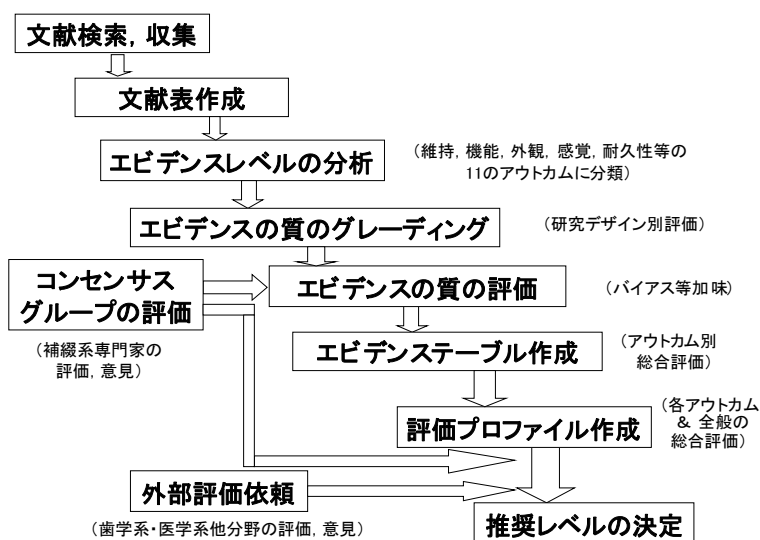 文献検索, 収集
文献表作成
エビデンスレベルの分析
(維持, 機能, 外観, 感覚, 耐久性等の
11のアウトカムに分類)
エビデンスの質のグレーディング
(研究デザイン別評価)
コンセンサス
グループの評価
(補綴系専門家の
評価, 意見)
エビデンスの質の評価
(バイアス等加味)
エビデンステーブル作成
(アウトカム別
総合評価)
評価プロファイル作成
(各アウトカム
& 全般の
総合評価)
外部評価依頼
(歯学系・医学系他分野の評価, 意見)
推奨レベルの決定